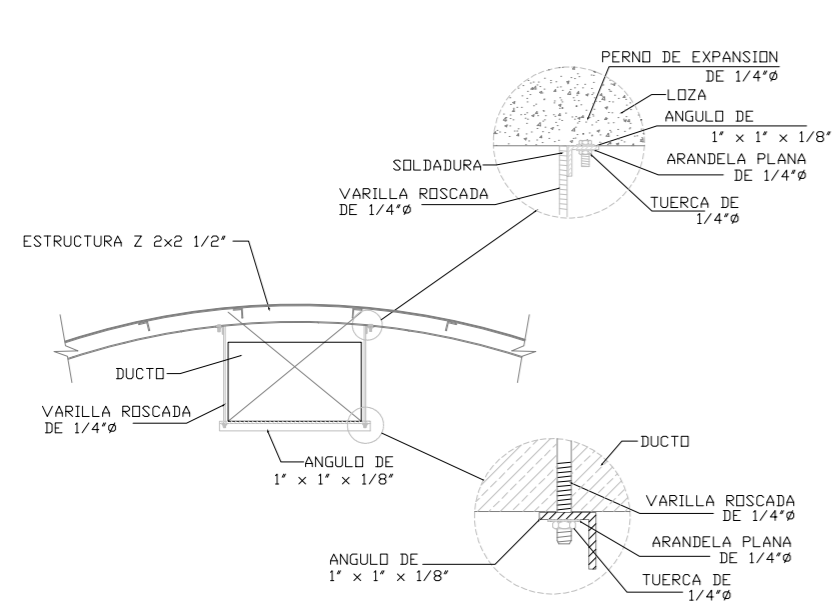 PERNO DE EXPANSION
DE 1/4"ø
LOZA
ANGULO DE
1" x 1" x 1/8"
SOLDADURA
ARANDELA PLANA
DE 1/4"ø
VARILLA ROSCADA
DE 1/4"ø
TUERCA DE
1/4"ø
ESTRUCTURA Z 2x2 1/2"
DUCTO
VARILLA ROSCADA
DE 1/4"ø
ANGULO DE
1" x 1" x 1/8"
DUCTO
VARILLA ROSCADA
DE 1/4"ø
ARANDELA PLANA
DE 1/4"ø
ANGULO DE
1" x 1" x 1/8"
TUERCA DE
1/4"ø